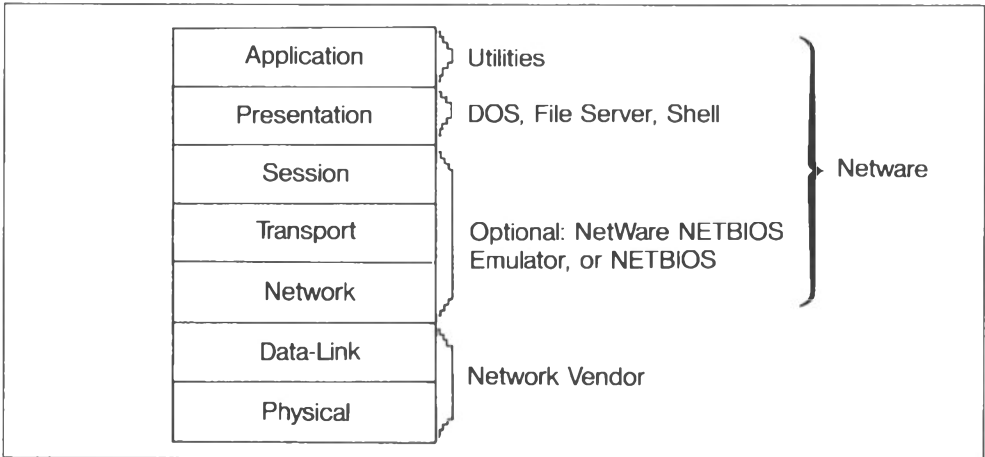 Application
Utilities
Presentation
DOS, File Server, Shell
Session
Netware
Transport
Optional: NetWare NETBIOS
Emulator, or NETBIOS
Network
Data-Link
Network Vendor
Physical